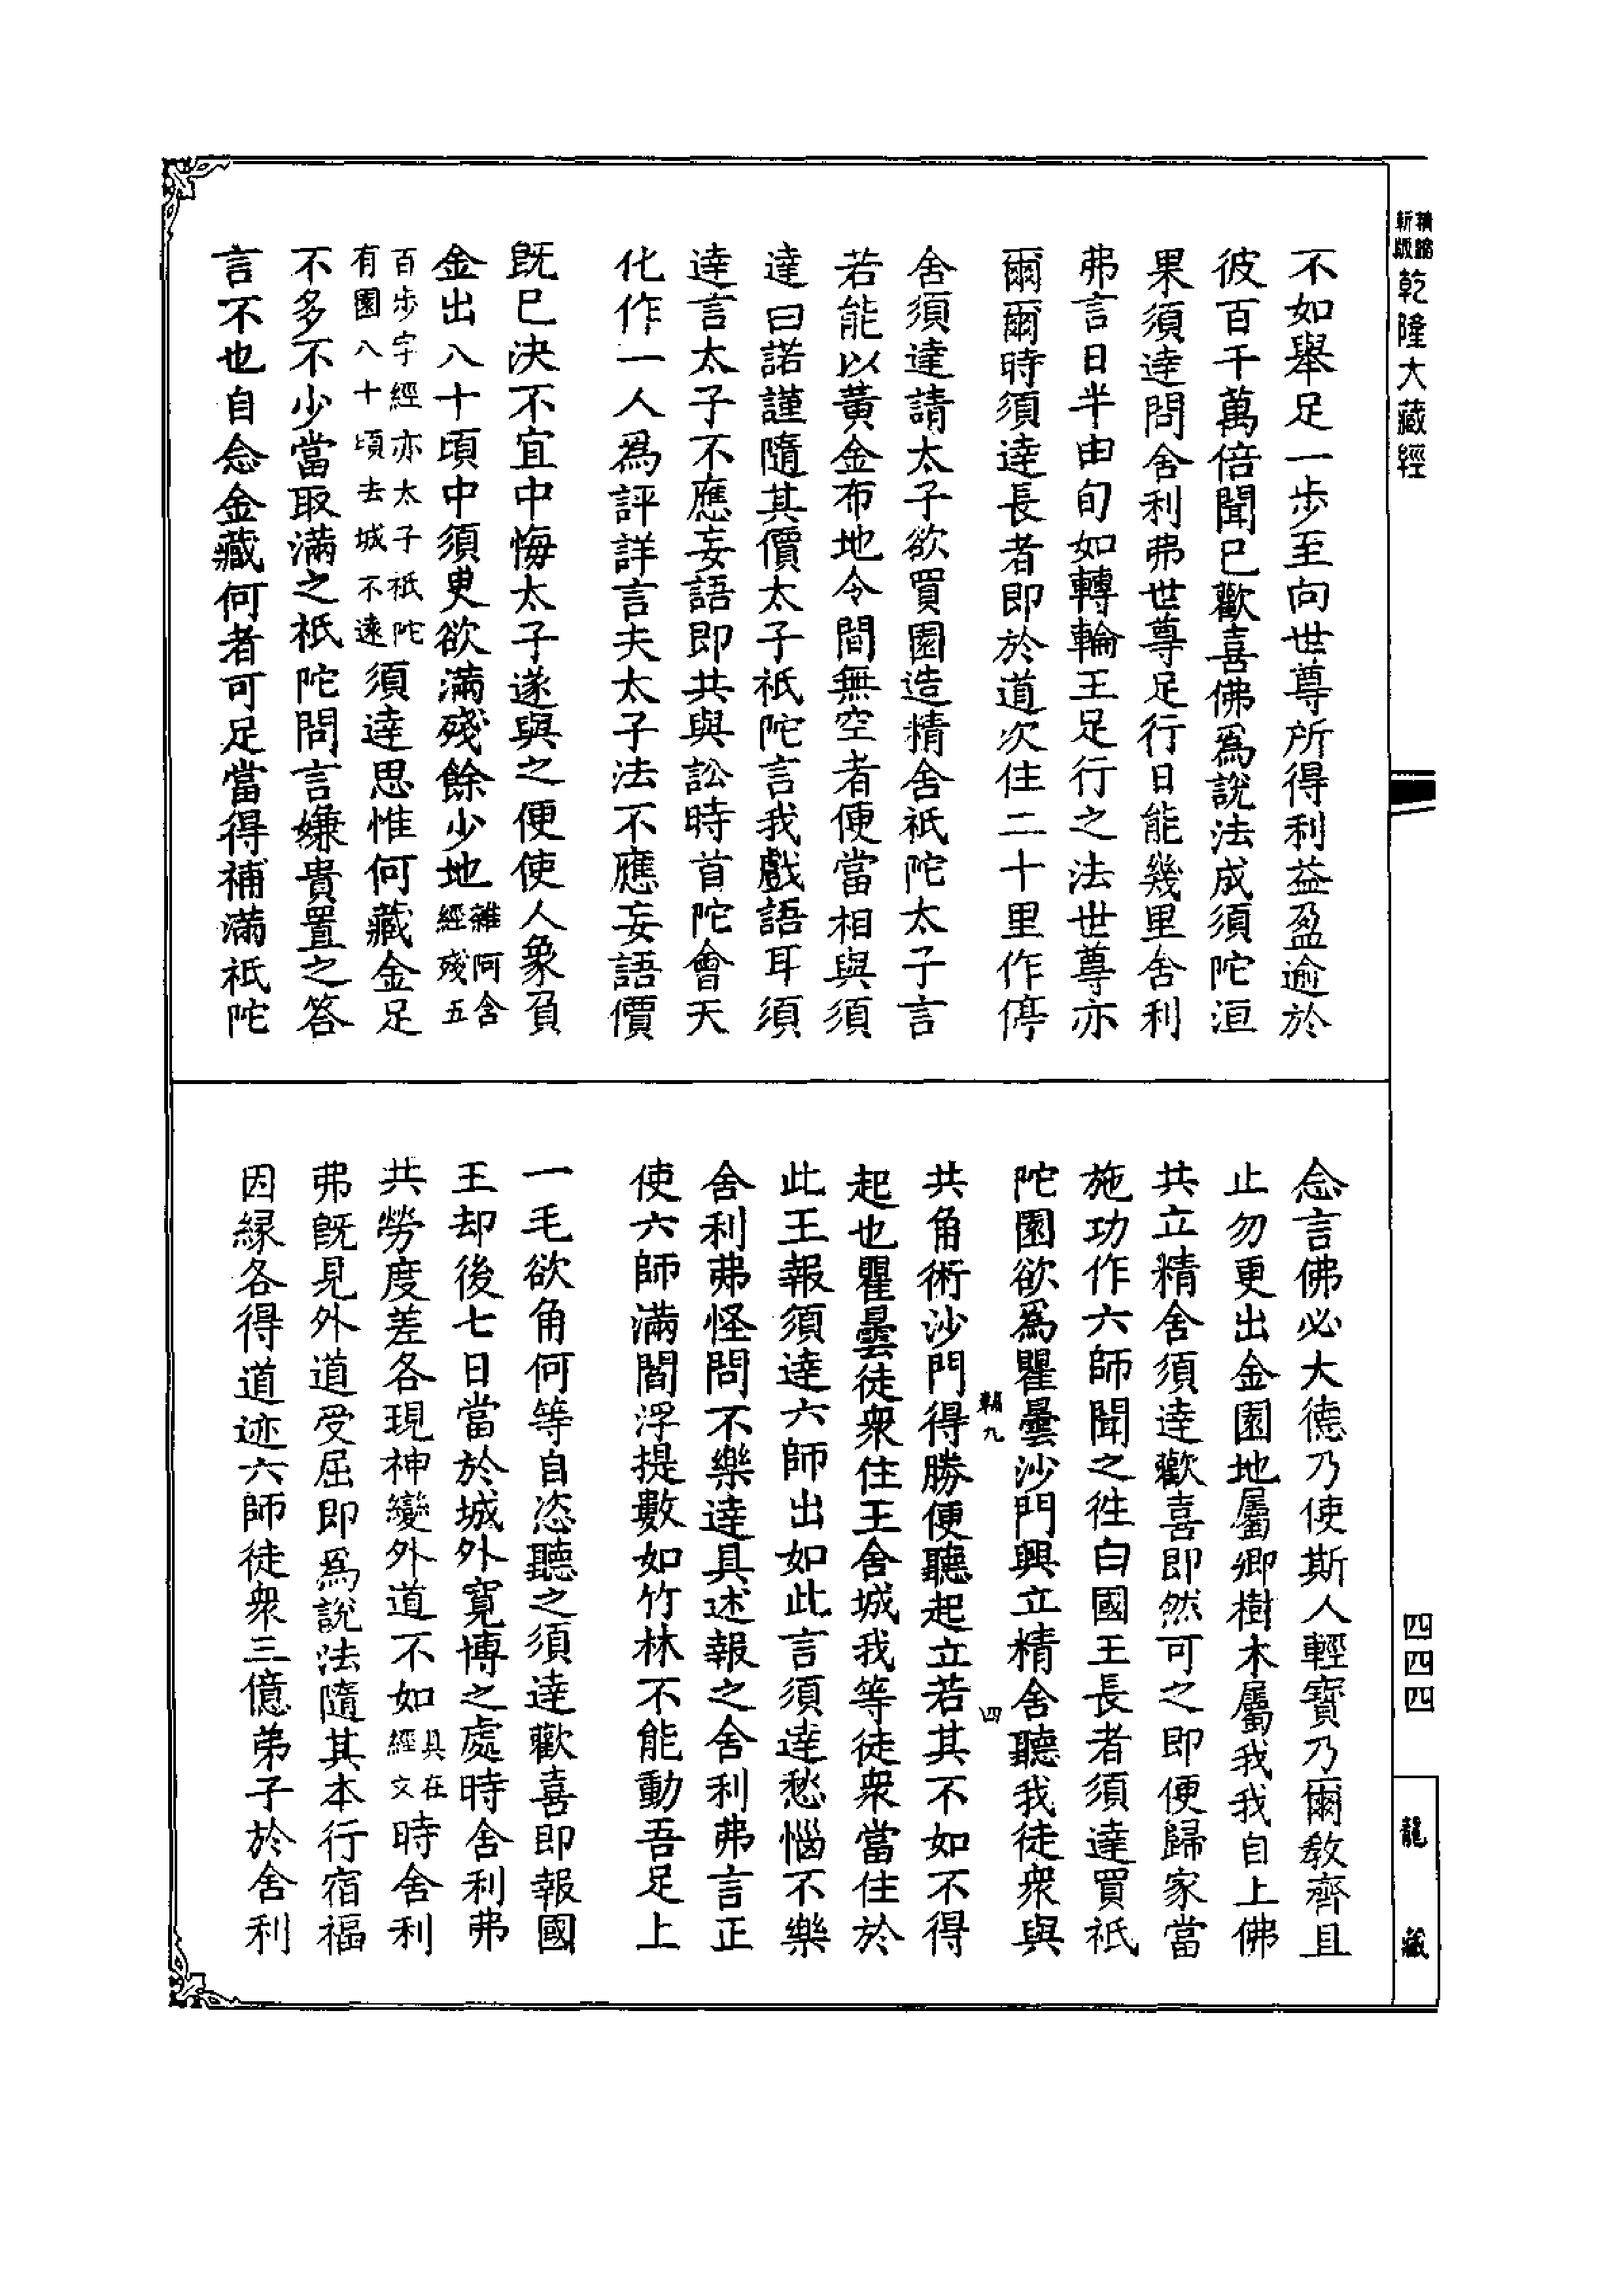 精縮
新版
乾隆大藏經
不如舉足一步至向世尊所得利益盈逾於
彼百千萬倍聞已歡喜佛爲說法成須陀洹
果須達問舍利弗世尊足行日能幾里舍利
弗言日半由旬如轉輪王足行之法世尊亦
爾爾時須達長者即於道次住二十里作停
舍須達請太子欲買園造精舍祇陀太子言
若能以黃金布地令間無空者便當相與須
達曰諾謹隨其價太子祇陀言我戲語耳須
達言太子不應妄語即共與訟時首陀會天
化作一人爲評詳言夫太子法不應妄語價
旣已決不宜中悔太子遂與之便使人象負
金出八十頃中須臾欲滿殘餘少地雜阿含
經殘五
百步字經亦太子祇陀
有園八十頃去城不遠須達思惟何藏金足
不多不少當取滿之祇陀問言嫌貴置之答
言不也自念金藏何者可足當得補滿祇陀
念言佛必大德乃使斯人輕寶乃爾教齊且
止勿更出金園地屬卿樹木屬我我自上佛
共立精舍須達歡喜即然可之即便歸家當
施功作六師聞之往白國王長者須達買祇
陀園欲爲瞿曇沙門興立精舍聽我徒衆與
九
四
共角術沙門得勝便聽起立若其不如不得
起也瞿曇徒衆住王舍城我等徒衆當住於
此王報須達六師出如此言須達愁惱不樂
舍利弗怪問不樂達具述報之舍利弗言正
使六師滿閻浮提數如竹林不能動吾足上
一毛欲角何等自恣聽之須達歡喜即報國
王却後七日當於城外寬博之處時舍利弗
共勞度差各現神變外道不如具在
經文時舍利
弗旣見外道受屈即爲說法隨其本行宿福
因緣各得道迹六師徒衆三億弟子於舍利
四四四
龍藏